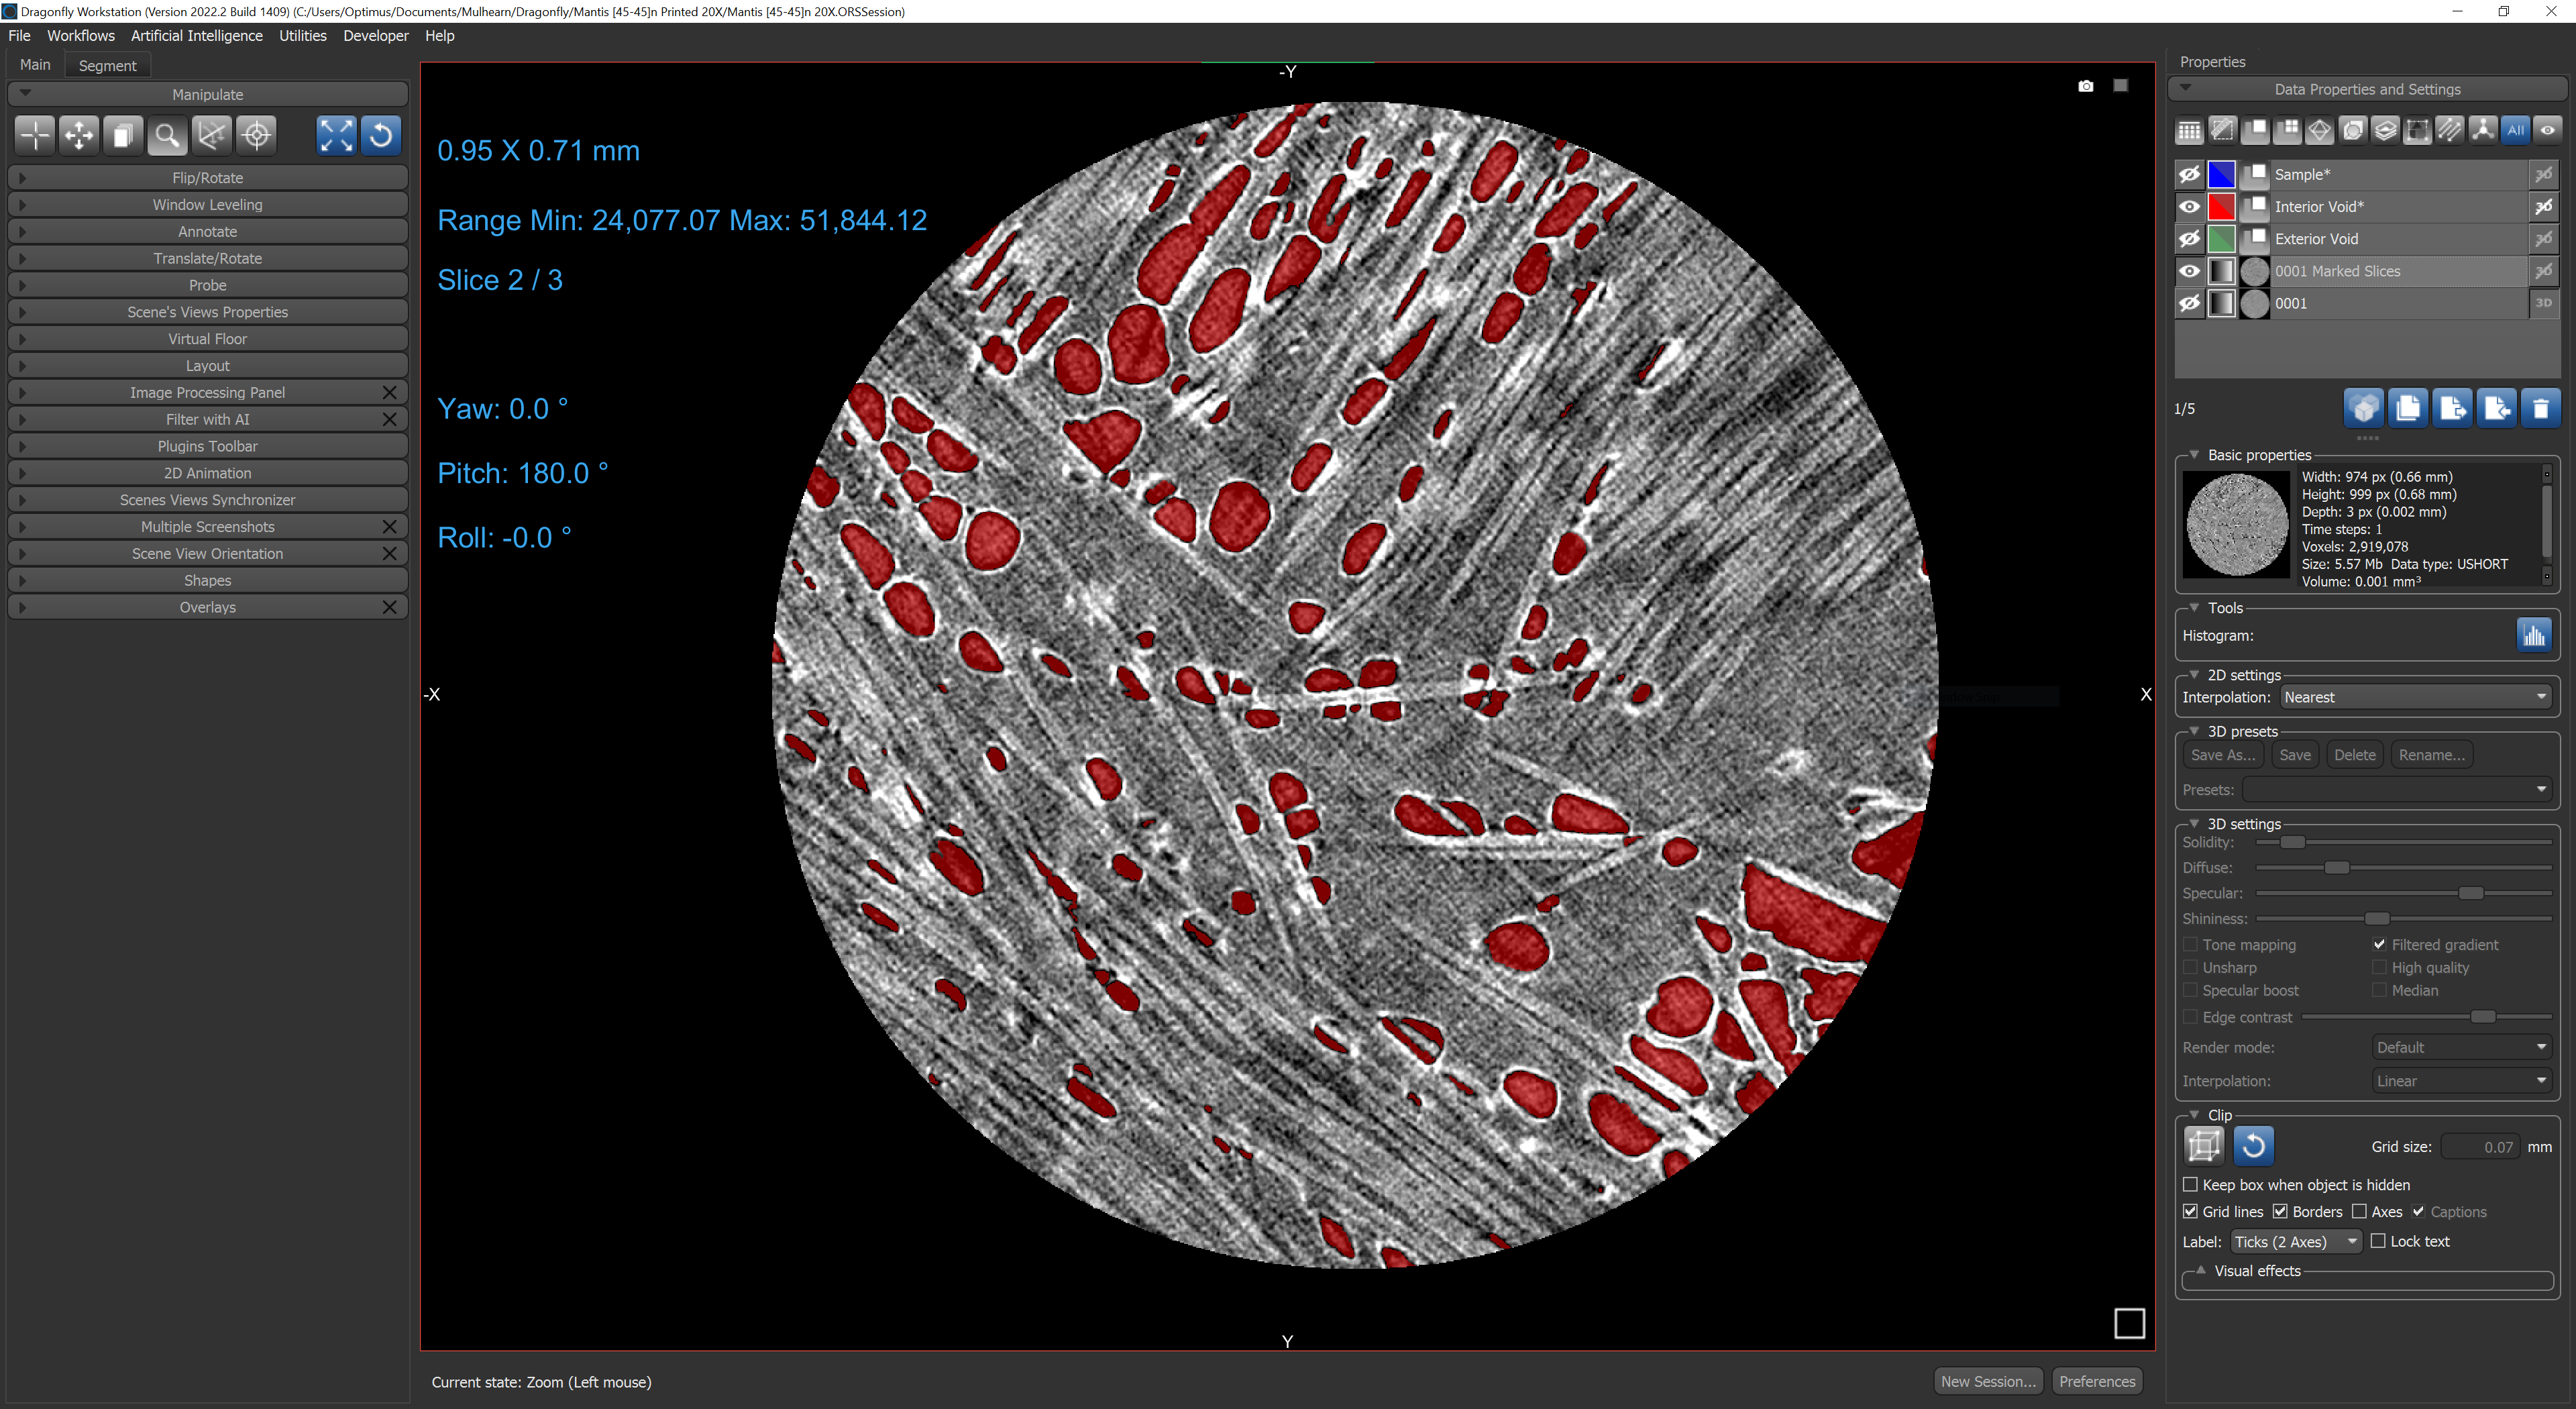 Dragonfly Workstation (Version 2022.2 Build 1409) (C:/Users/Optimus/Documents/Mulhearn/Dragonfly/Mantis [45-45]n Printed 20X/Mantis [45-45]n 20X.ORSSession)
File Workflows Artificial Intelligence Utilities Developer Help
Main Segment
Manipulate
Flip/Rotate
Window Leveling
Annotate
Translate/Rotate
Probe
Scene's Views Properties
Virtual Floor
Layout
Image Processing Panel
Filter with AI
Plugins Toolbar
2D Animation
Scenes Views Synchronizer
Multiple Screenshots
Scene View Orientation
Shapes
Overlays
-Y
0.95 X 0.71 mm
Range Min: 24,077.07 Max: 51,844.12
Slice 2 / 3
Yaw: 0.0 °
Pitch: 180.0 °
Roll: -0.0 °
-X
X
Y
Current state: Zoom (Left mouse)
New Session... Preferences
Properties
Data Properties and Settings
All
Sample* 3D
Interior Void* 3D
Exterior Void 3D
0001 Marked Slices 3D
0001 3D
1/5
Basic properties
Width: 974 px (0.66 mm)
Height: 999 px (0.68 mm)
Depth: 3 px (0.002 mm)
Time steps: 1
Voxels: 2,919,078
Size: 5.57 Mb Data type: USHORT
Volume: 0.001 mm³
Tools
Histogram:
2D settings
Interpolation: Nearest
3D presets
Save As... Save Delete Rename...
Presets:
3D settings
Solidity:
Diffuse:
Specular:
Shininess:
Tone mapping Filtered gradient
Unsharp High quality
Specular boost Median
Edge contrast
Render mode: Default
Interpolation: Linear
Clip
Grid size: 0.07 mm
Keep box when object is hidden
Grid lines Borders Axes Captions
Label: Ticks (2 Axes) Lock text
Visual effects